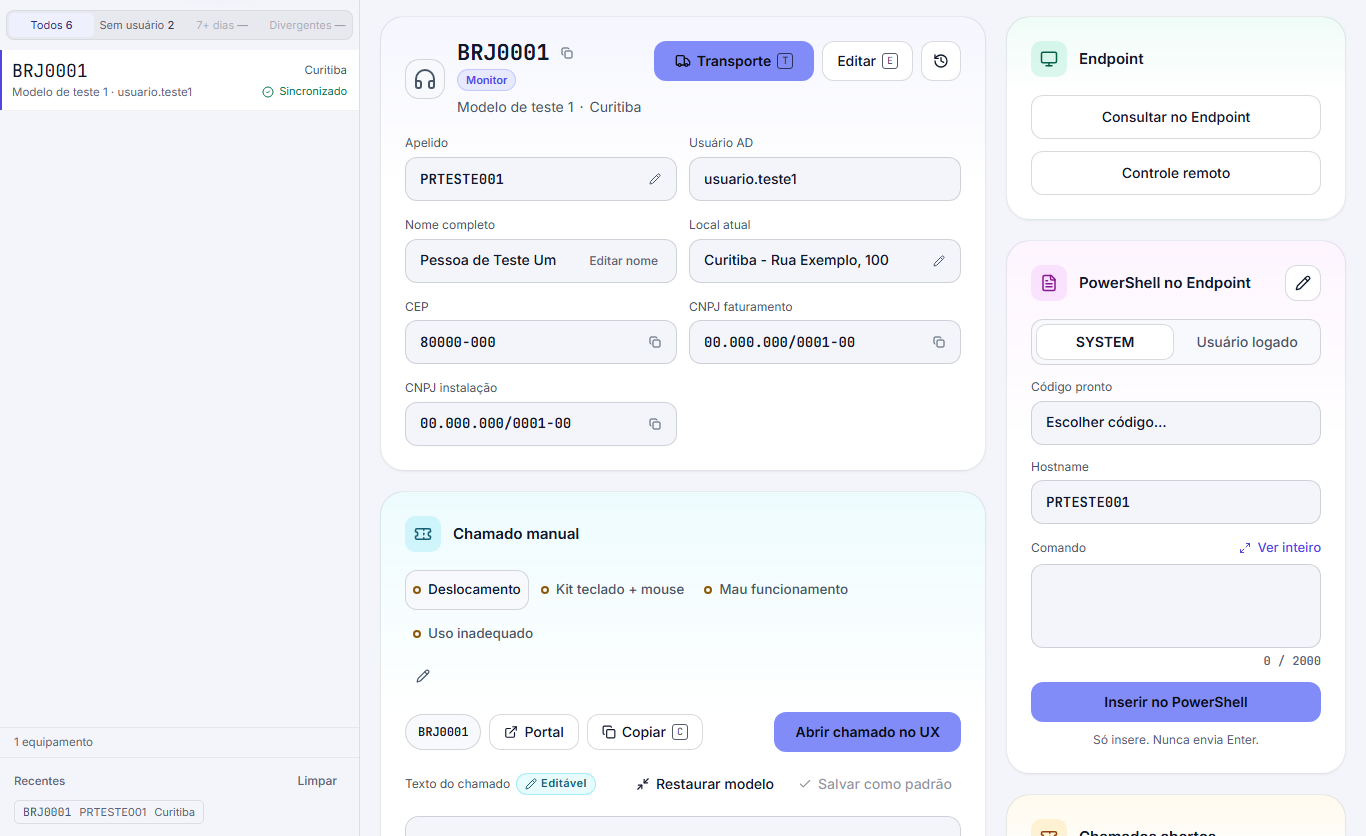 Todos 6 Sem usuário 2 7+ dias — Divergentes —
BRJ0001 Curitiba
Modelo de teste 1 · usuario.teste1 Sincronizado
1 equipamento
Recentes Limpar
BRJ0001 PRTESTE001 Curitiba
BRJ0001
Monitor
Modelo de teste 1 · Curitiba
Transporte T Editar E
Apelido Usuário AD
PRTESTE001 usuario.teste1
Nome completo Local atual
Pessoa de Teste Um Editar nome Curitiba - Rua Exemplo, 100
CEP CNPJ faturamento
80000-000 00.000.000/0001-00
CNPJ instalação
00.000.000/0001-00
Chamado manual
Deslocamento Kit teclado + mouse Mau funcionamento
Uso inadequado
BRJ0001 Portal Copiar C Abrir chamado no UX
Texto do chamado Editável Restaurar modelo Salvar como padrão
Endpoint
Consultar no Endpoint
Controle remoto
PowerShell no Endpoint
SYSTEM Usuário logado
Código pronto
Escolher código...
Hostname
PRTESTE001
Comando Ver inteiro
0 / 2000
Inserir no PowerShell
Só insere. Nunca envia Enter.
Chamados abertos